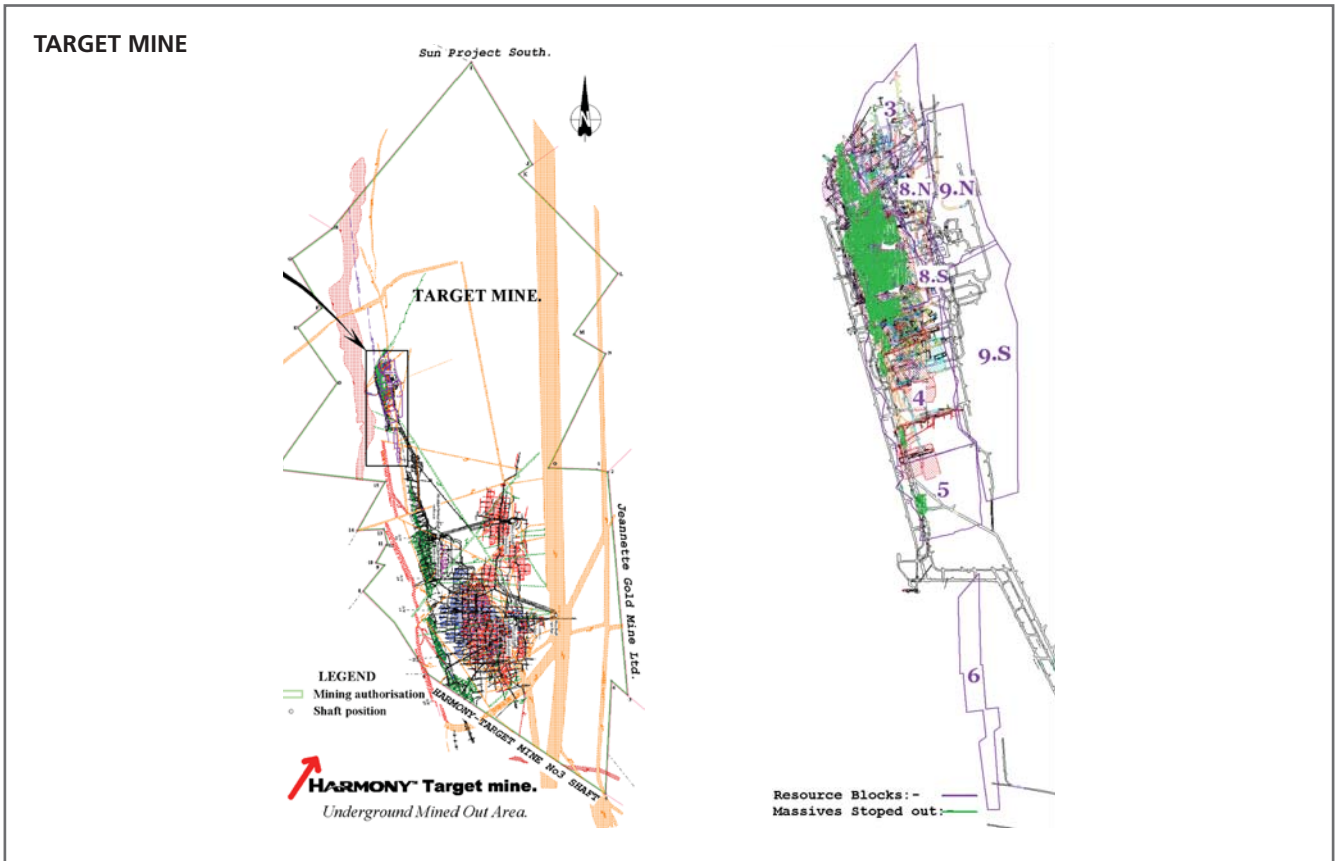 TARGET MINE
Sun Project South.
N
TARGET MINE.
Jeannette Gold Mine Ltd.
LEGEND
Mining authorisation
Shaft position
HARMONY-TARGET MINE No3 SHAFT
HARMONY™ Target mine.
Underground Mined Out Area.
3
8.N
9.N
8.S
9.S
4
5
6
Resource Blocks:-
Massives Stoped out:-